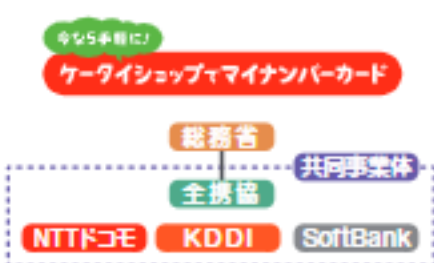 今なら手軽に!
ケータイショップでマイナンバーカード
総務省
共同事業体
全携協
NTTドコモ
KDDI
SoftBank